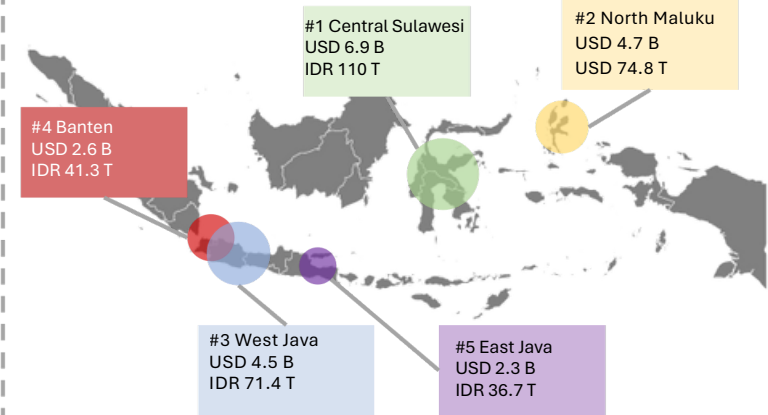 #1 Central Sulawesi
USD 6.9 B
IDR 110 T
#2 North Maluku
USD 4.7 B
USD 74.8 T
#4 Banten
USD 2.6 B
IDR 41.3 T
#3 West Java
USD 4.5 B
IDR 71.4 T
#5 East Java
USD 2.3 B
IDR 36.7 T